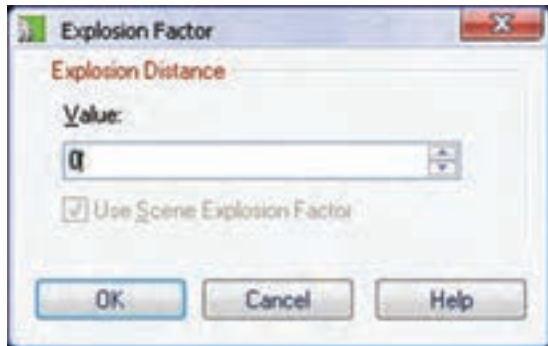 Explosion Factor
Explosion Distance
Value:
0
Use Scene Explosion Factor
OK
Cancel
Help